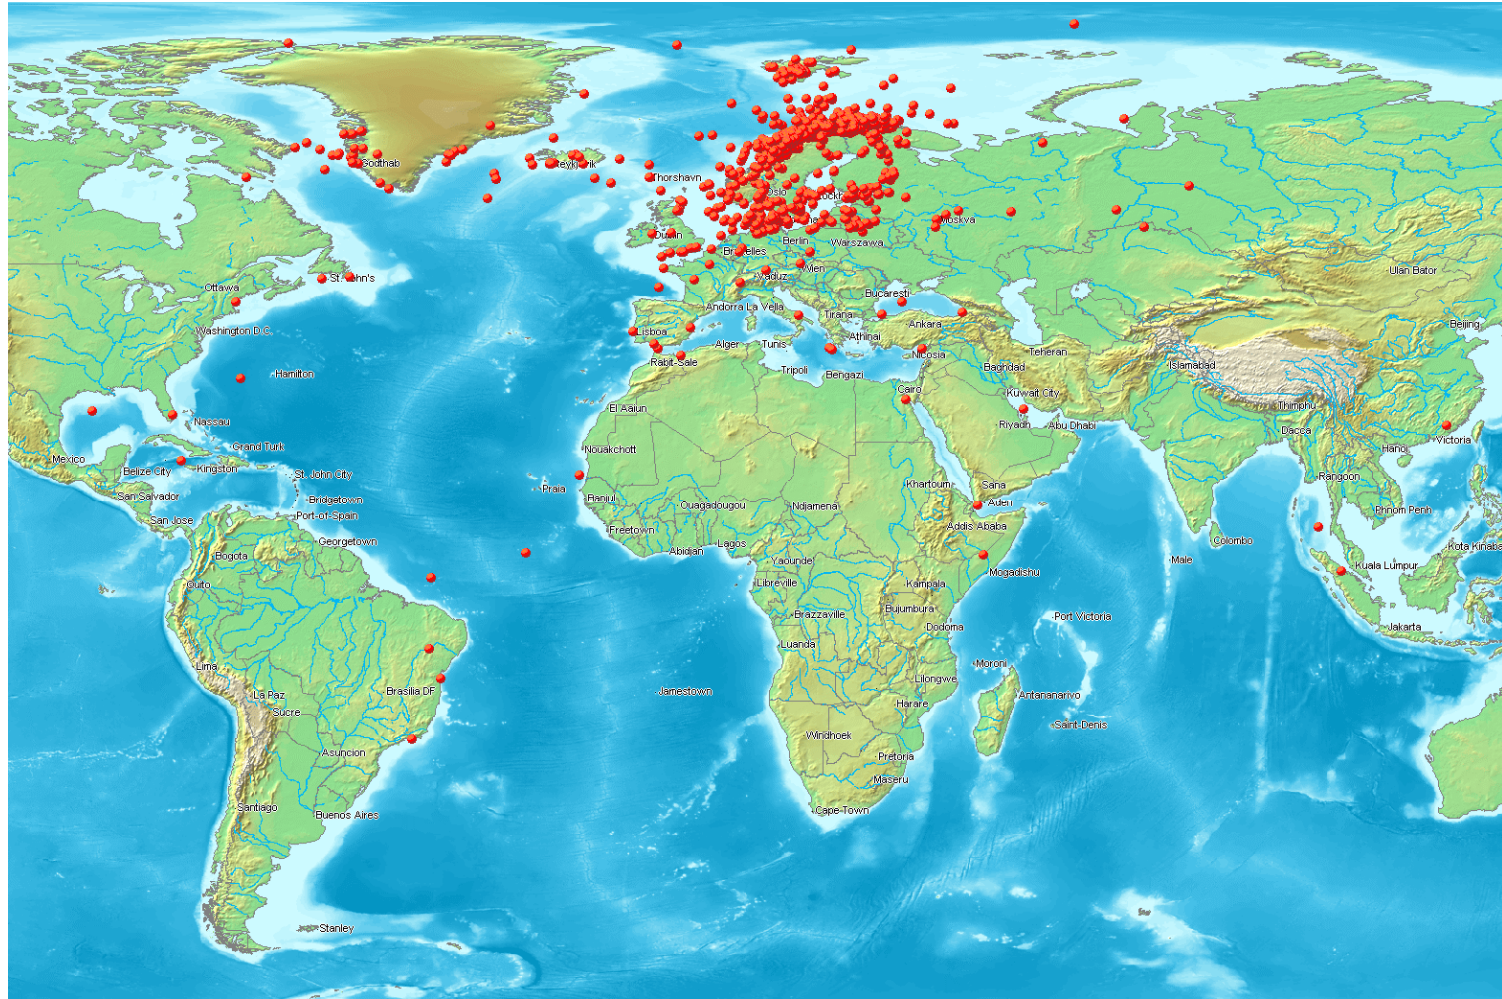 Godthab
Reykjavik
Thorshavn
Oslo
Dublin
Moskva
Berlin
Warszawa
Bruxelles
Wien
Vaduz
Ulan Bator
St. John's
Ottawa
Bucaresti
Andorra La Vella
Tirana
Washington D.C.
Lisboa
Ankara
Beijing
Athinai
Alger
Tunis
Rabit-Sale
Nicosia
Teheran
Islamabad
Hamilton
Tripoli
Bengazi
Baghdad
Cairo
Kuwait City
Thimphu
El Aaiun
Nassau
Riyadh
Abu Dhabi
Dacca
Victoria
Grand Turk
Nouakchott
Hanoi
Mexico
Belize City
Kingston
St. John City
Rangoon
San Salvador
Bridgetown
Praia
Banjul
Khartoum
Sana
Aden
Ouagadougou
Ndjamena
Phnom Penh
San Jose
Port-of-Spain
Freetown
Addis Ababa
Georgetown
Abidjan
Lagos
Colombo
Kota Kinaba
Bogota
Yaounde
Male
Kuala Lumpur
Quito
Libreville
Kampala
Mogadishu
Bujumbura
Brazzaville
Port Victoria
Dodoma
Jakarta
Luanda
Lima
Moroni
Lilongwe
La Paz
Brasilia DF
Jamestown
Antananarivo
Sucre
Harare
Saint-Denis
Windhoek
Asuncion
Pretoria
Maseru
Santiago
Buenos Aires
Cape Town
Stanley